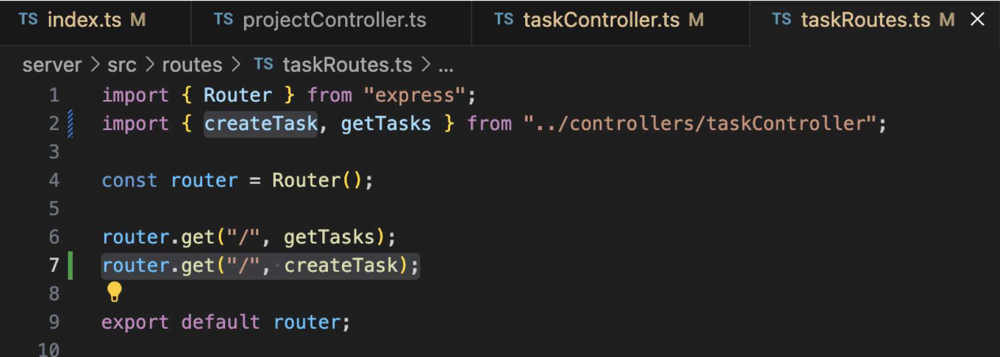 TS index.ts M TS projectController.ts TS taskController.ts M TS taskRoutes.ts M
server > src > routes > TS taskRoutes.ts > ...
1 import { Router } from "express";
2 import { createTask, getTasks } from "../controllers/taskController";
3
4 const router = Router();
5
6 router.get("/", getTasks);
7 router.get("/", createTask);
8
9 export default router;
10